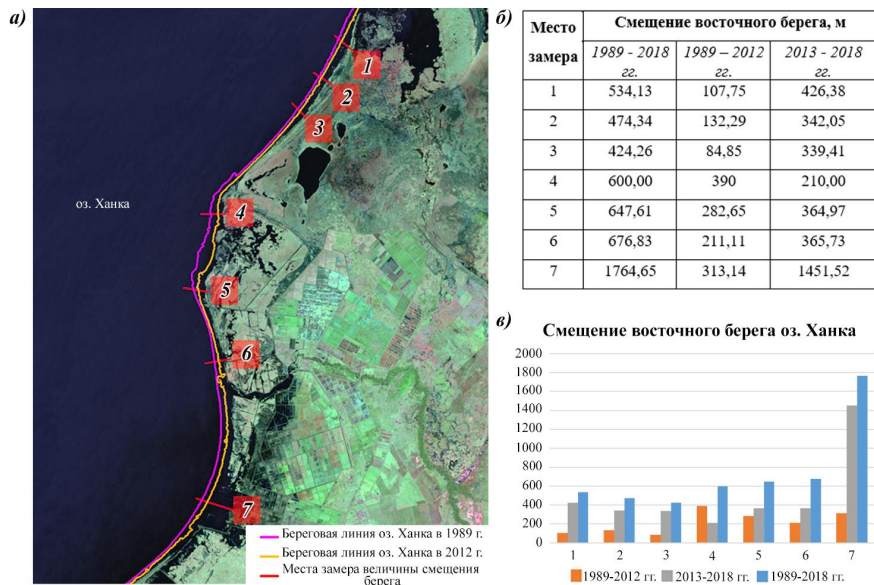 а)
оз. Ханка
1
2
3
4
5
6
7
Береговая линия оз. Ханка в 1989 г.
Береговая линия оз. Ханка в 2012 г.
Места замера величины смещения
берега
б)
Место замера Смещение восточного берега, м
1989 - 2018 гг. 1989 – 2012 гг. 2013 - 2018 гг.
1 534,13 107,75 426,38
2 474,34 132,29 342,05
3 424,26 84,85 339,41
4 600,00 390 210,00
5 647,61 282,65 364,97
6 676,83 211,11 365,73
7 1764,65 313,14 1451,52
в)
Смещение восточного берега оз. Ханка
2000
1800
1600
1400
1200
1000
800
600
400
200
0
1 2 3 4 5 6 7
1989-2012 гг. 2013-2018 гг. 1989-2018 гг.